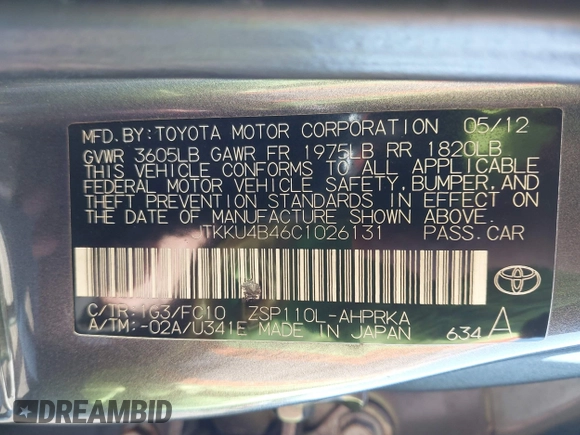 MFD.BY:TOYOTA MOTOR CORPORATION 05/12
GVWR 3605LB GAWR FR 1975LB RR 1820LB
THIS VEHICLE CONFORMS TO ALL APPLICABLE
FEDERAL MOTOR VEHICLE SAFETY, BUMPER, AND
THEFT PREVENTION STANDARDS IN EFFECT ON
THE DATE OF MANUFACTURE SHOWN ABOVE.
JTKKU4B46C1026131 PASS.CAR
C/TR:1G3/FC10 ZSP110L-AHPRKA
A/TM:-02A/U341E MADE IN JAPAN 634A
TOYOTA
DREAMBID